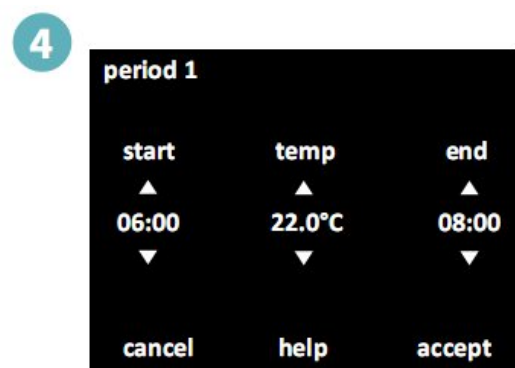 4
period 1
start temp end
06:00 22.0°C 08:00
cancel help accept